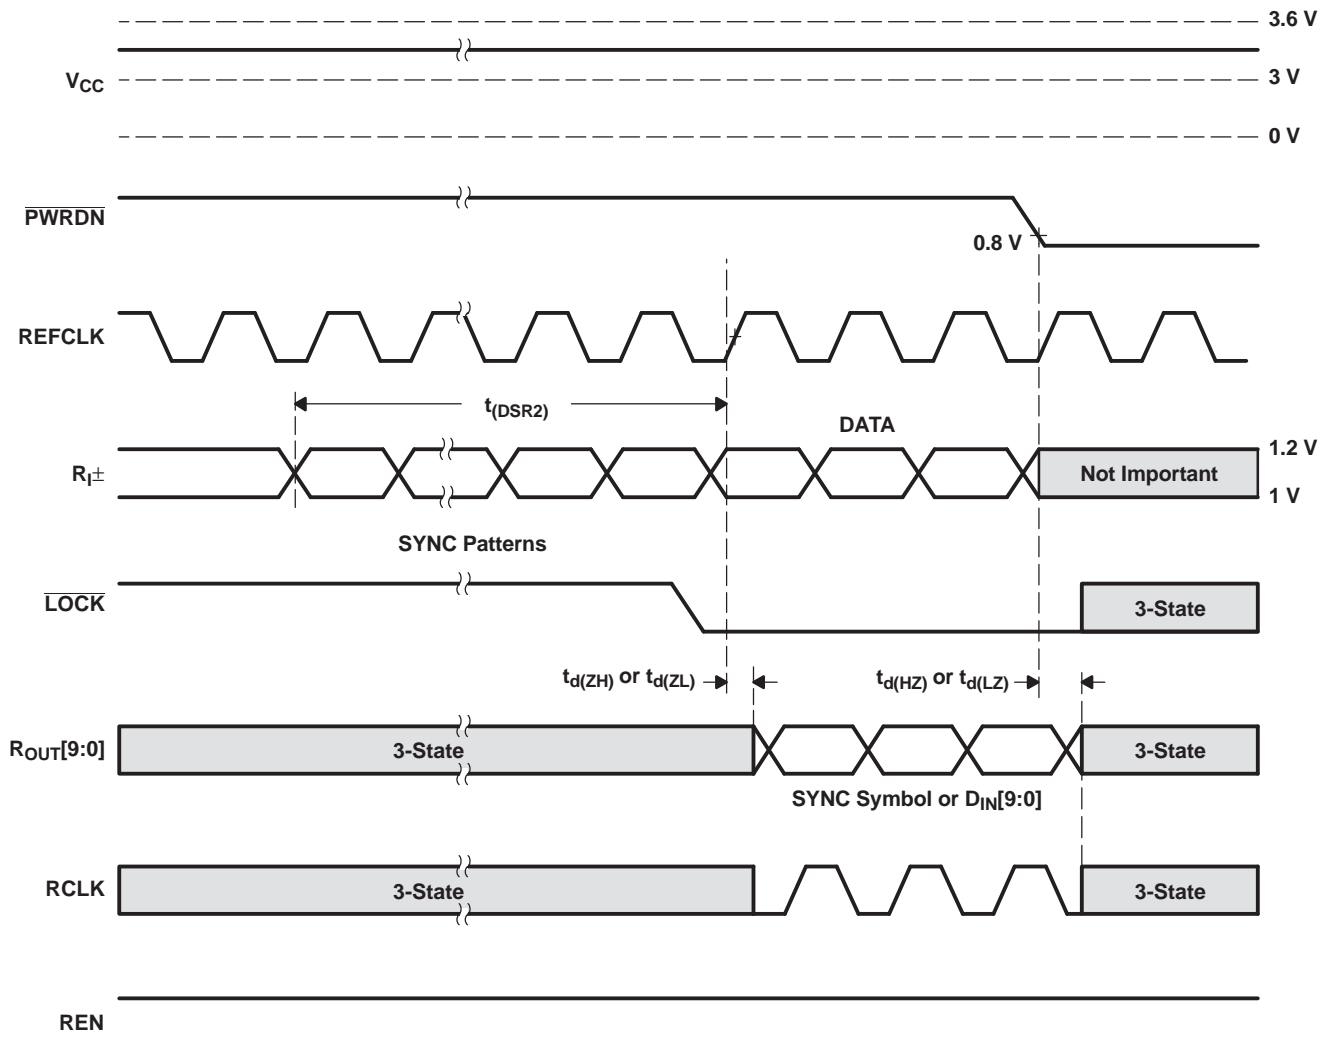 3.6 V
VCC
3 V
0 V
PWRDN
0.8 V
REFCLK
t(DSR2)
DATA
RI±
Not Important
1.2 V
1 V
SYNC Patterns
LOCK
3-State
td(ZH) or td(ZL)
td(HZ) or td(LZ)
ROUT[9:0]
3-State
3-State
SYNC Symbol or DIN[9:0]
RCLK
3-State
3-State
REN